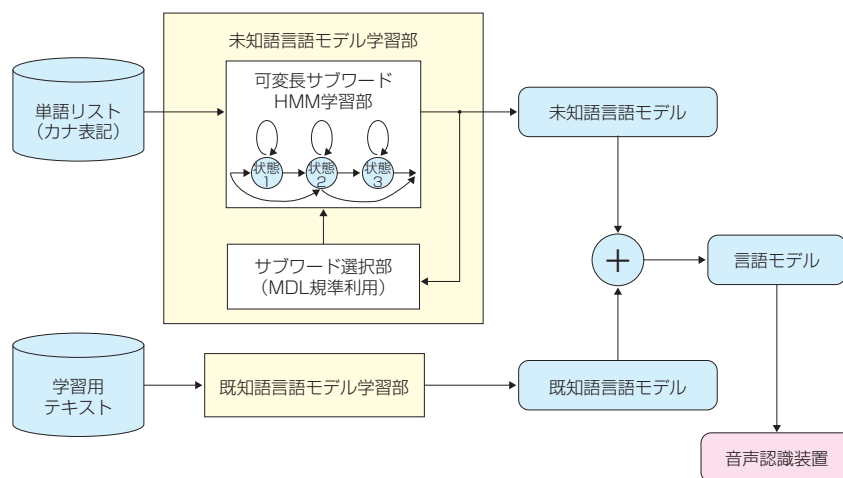 未知語言語モデル学習部
可変長サブワード
HMM学習部
単語リスト
（カナ表記）
未知語言語モデル
状態
1
状態
2
状態
3
サブワード選択部
（MDL規準利用）
+
言語モデル
学習用
テキスト
既知語言語モデル学習部
既知語言語モデル
音声認識装置